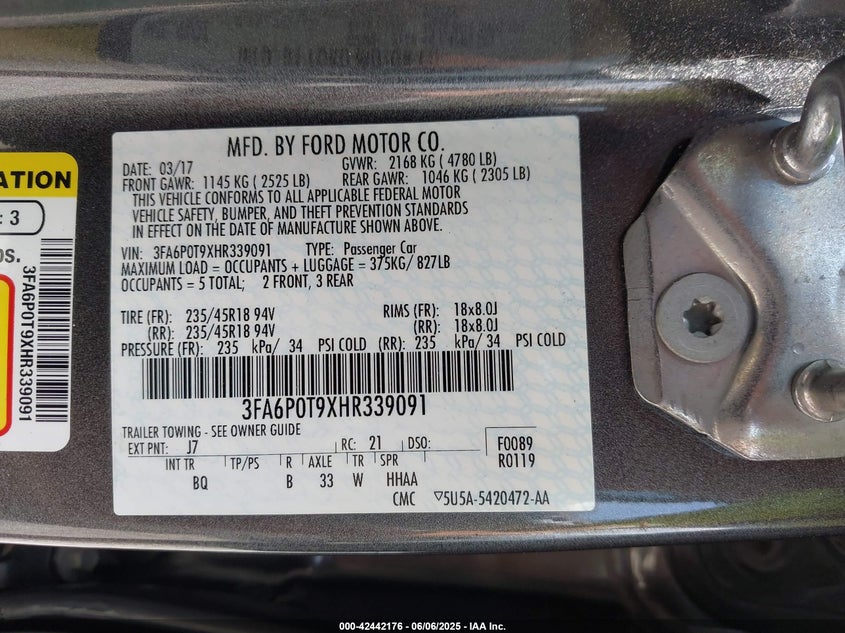 ATION
: 3
os.
3FA6P0T9XHR339091
MFD. BY FORD MOTOR CO.
DATE: 03/17 GVWR: 2168 KG ( 4780 LB)
FRONT GAWR: 1145 KG ( 2525 LB) REAR GAWR: 1046 KG ( 2305 LB)
THIS VEHICLE CONFORMS TO ALL APPLICABLE FEDERAL MOTOR
VEHICLE SAFETY, BUMPER, AND THEFT PREVENTION STANDARDS
IN EFFECT ON THE DATE OF MANUFACTURE SHOWN ABOVE.
VIN: 3FA6P0T9XHR339091 TYPE: Passenger Car
MAXIMUM LOAD = OCCUPANTS + LUGGAGE = 375KG/ 827LB
OCCUPANTS = 5 TOTAL; 2 FRONT, 3 REAR
TIRE (FR): 235/45R18 94V RIMS (FR): 18x8.0J
(RR): 235/45R18 94V (RR): 18x8.0J
PRESSURE (FR): 235 kPa/ 34 PSI COLD (RR): 235 kPa/ 34 PSI COLD
3FA6P0T9XHR339091
TRAILER TOWING - SEE OWNER GUIDE
EXT PNT: J7 RC: 21 DSO: F0089
R0119
INT TR TP/PS R AXLE TR SPR
BQ B 33 W HHAA
CMC ▽5U5A-5420472-AA
000-42442176 - 06/06/2025 - IAA Inc.